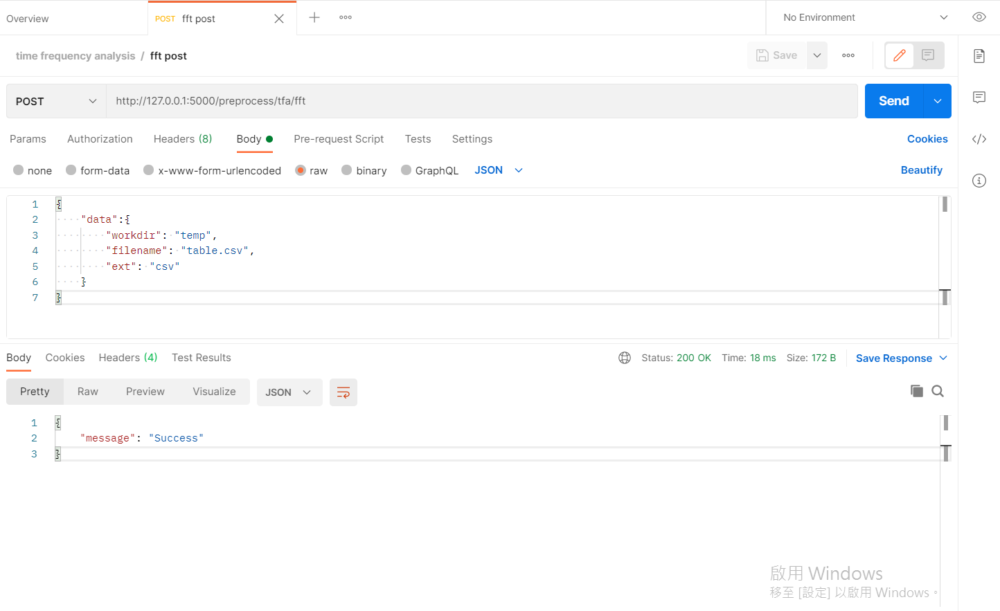 Overview
POST fft post
No Environment
time frequency analysis / fft post
Save
POST
http://127.0.0.1:5000/preprocess/tfa/fft
Send
Params Authorization Headers (8) Body Pre-request Script Tests Settings Cookies
none form-data x-www-form-urlencoded raw binary GraphQL JSON Beautify
1 {
2 "data":{
3 "workdir": "temp",
4 "filename": "table.csv",
5 "ext": "csv"
6 }
7 }
Body Cookies Headers (4) Test Results Status: 200 OK Time: 18 ms Size: 172 B Save Response
Pretty Raw Preview Visualize JSON
1 {
2 "message": "Success"
3 }
啟用 Windows
移至 [設定] 以啟用 Windows。